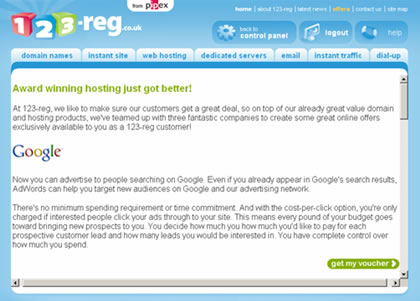 from pipex
123-reg.co.uk
home | about 123-reg | latest news | offers | contact us | site map
back to
control panel
logout
help
domain names
instant site
web hosting
dedicated servers
email
instant traffic
dial-up
Award winning hosting just got better!
At 123-reg, we like to make sure our customers get a great deal, so on top of our already great value domain
and hosting products, we've teamed up with three fantastic companies to create some great online offers
exclusively available to you as a 123-reg customer!
Google
Now you can advertise to people searching on Google. Even if you already appear in Google's search results,
AdWords can help you target new audiences on Google and our advertising network.
There's no minimum spending requirement or time commitment. And with the cost-per-click option, you're only
charged if interested people click your ads through to your site. This means every pound of your budget goes
toward bringing new prospects to you. You decide how much you how much you'd like to pay for each
prospective customer lead and how many leads you would be interested in. You have complete control over
how much you spend.
get my voucher